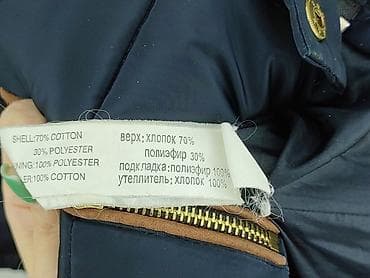 SHELL:70% COTTON
30% POLYESTER
NING:100% POLYESTER
ER:100% COTTON
верх: хлопок 70%
полиэфир 30%
подкладка: полиэфир 100%
утеплитель: хлопок 100%